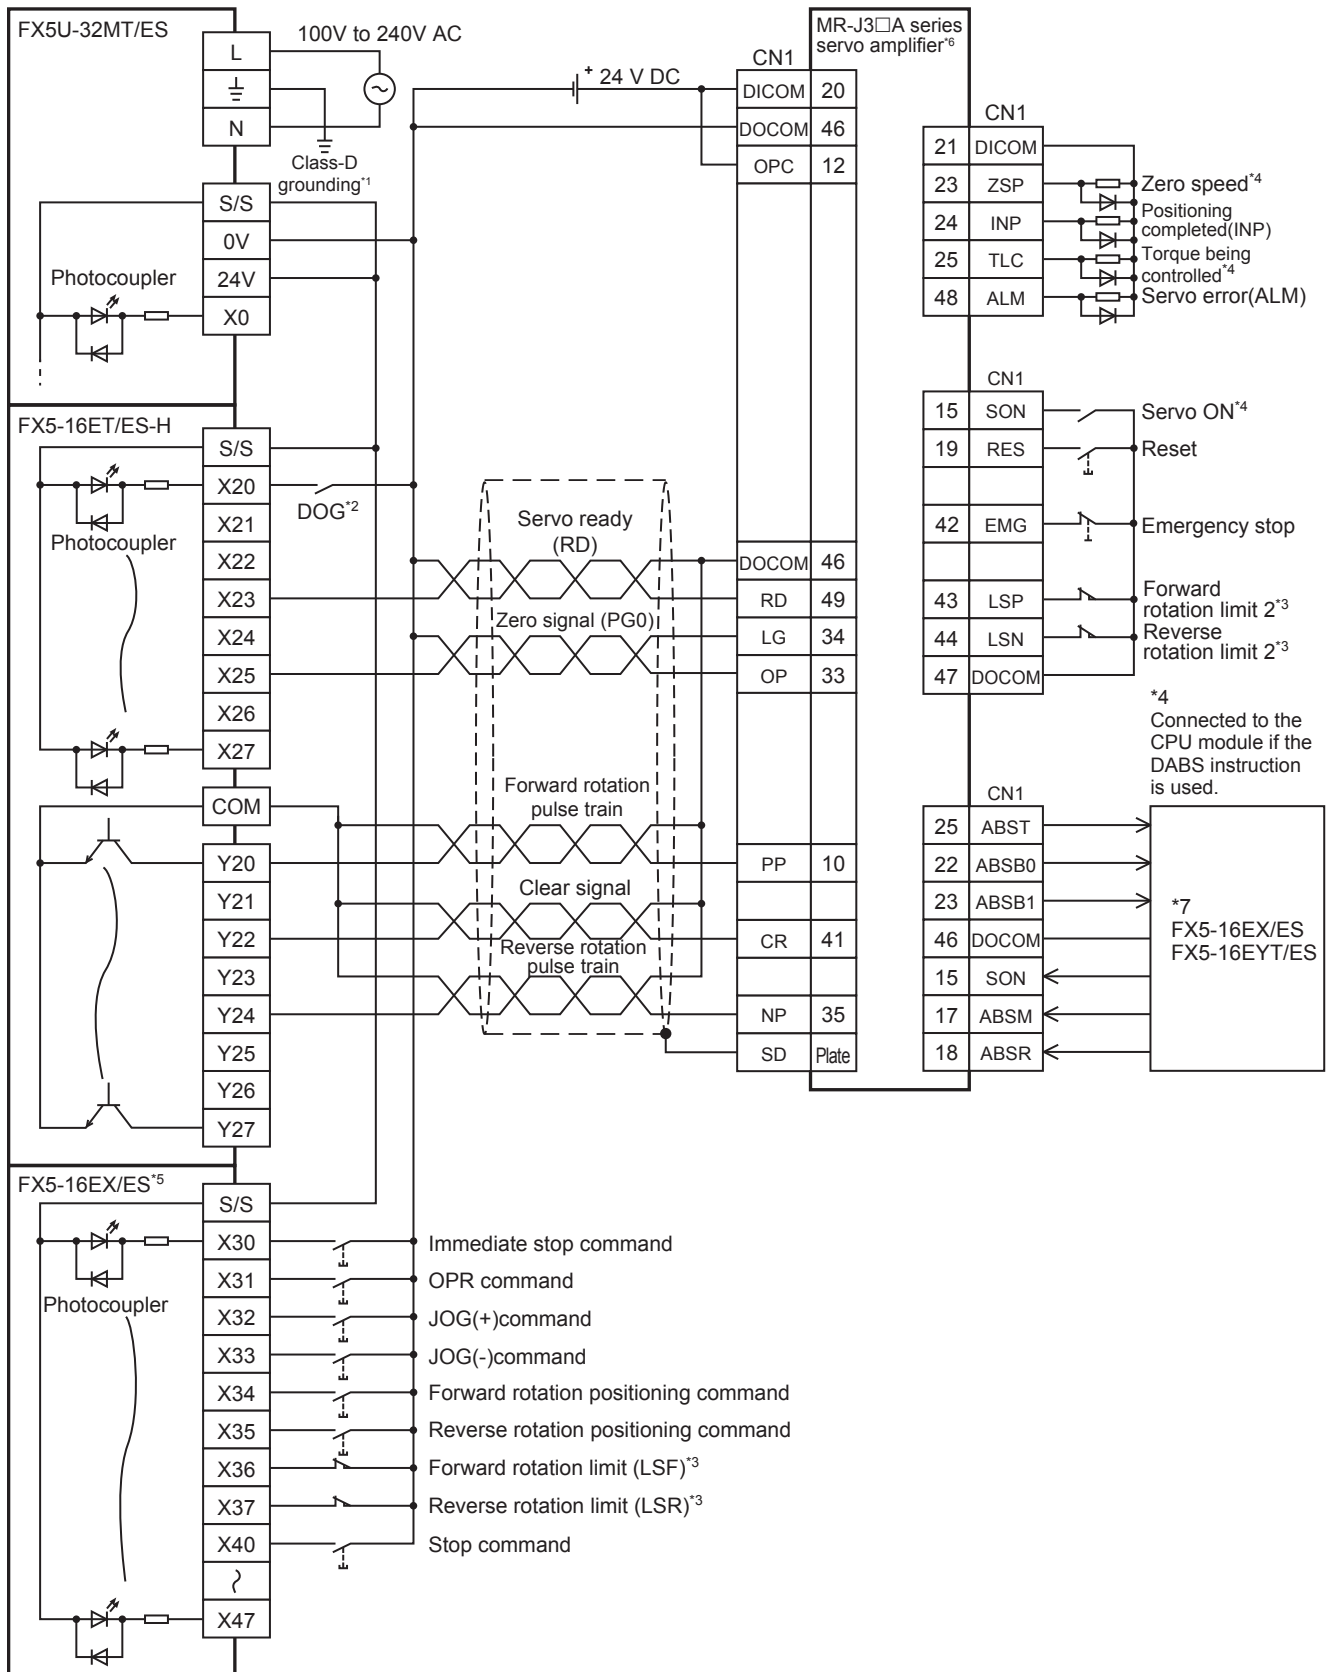 FX5U-32MT/ES
L
N
100V to 240V AC
Class-D
grounding*1
S/S
0V
24V
X0
Photocoupler
+ 24 V DC
CN1
DICOM 20
DOCOM 46
OPC 12
MR-J3□A series
servo amplifier*6
CN1
21 DICOM
23 ZSP
24 INP
25 TLC
48 ALM
Zero speed*4
Positioning
completed(INP)
Torque being
controlled*4
Servo error(ALM)
FX5-16ET/ES-H
S/S
X20
X21
X22
X23
X24
X25
X26
X27
Photocoupler
DOG*2
Servo ready
(RD)
Zero signal (PG0)
DOCOM 46
RD 49
LG 34
OP 33
CN1
15 SON
19 RES
42 EMG
43 LSP
44 LSN
47 DOCOM
Servo ON*4
Reset
Emergency stop
Forward
rotation limit 2*3
Reverse
rotation limit 2*3
*4
Connected to the
CPU module if the
DABS instruction
is used.
COM
Y20
Y21
Y22
Y23
Y24
Y25
Y26
Y27
Forward rotation
pulse train
Clear signal
Reverse rotation
pulse train
PP 10
CR 41
NP 35
SD Plate
CN1
25 ABST
22 ABSB0
23 ABSB1
46 DOCOM
15 SON
17 ABSM
18 ABSR
*7
FX5-16EX/ES
FX5-16EYT/ES
FX5-16EX/ES*5
Photocoupler
S/S
X30 Immediate stop command
X31 OPR command
X32 JOG(+)command
X33 JOG(-)command
X34 Forward rotation positioning command
X35 Reverse rotation positioning command
X36 Forward rotation limit (LSF)*3
X37 Reverse rotation limit (LSR)*3
X40 Stop command
X47